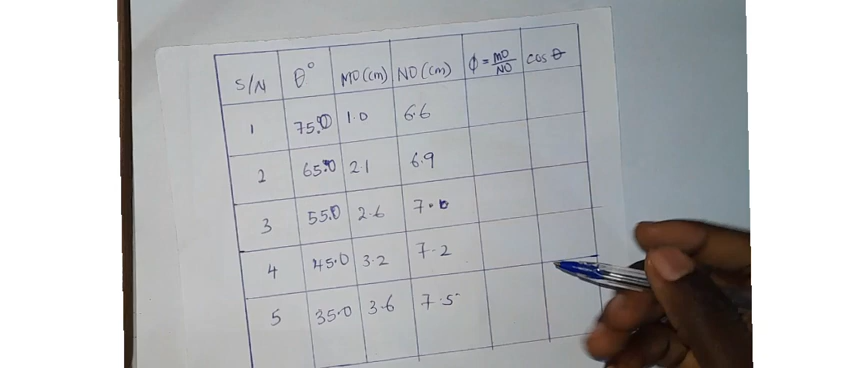 S/N θ° MO(cm) NO(cm) ϕ = MO/NO cos θ
1 75.0 1.0 6.6
2 65.0 2.1 6.9
3 55.0 2.6
4 45.0 3.2 7.2
5 35.0 3.6 7.5